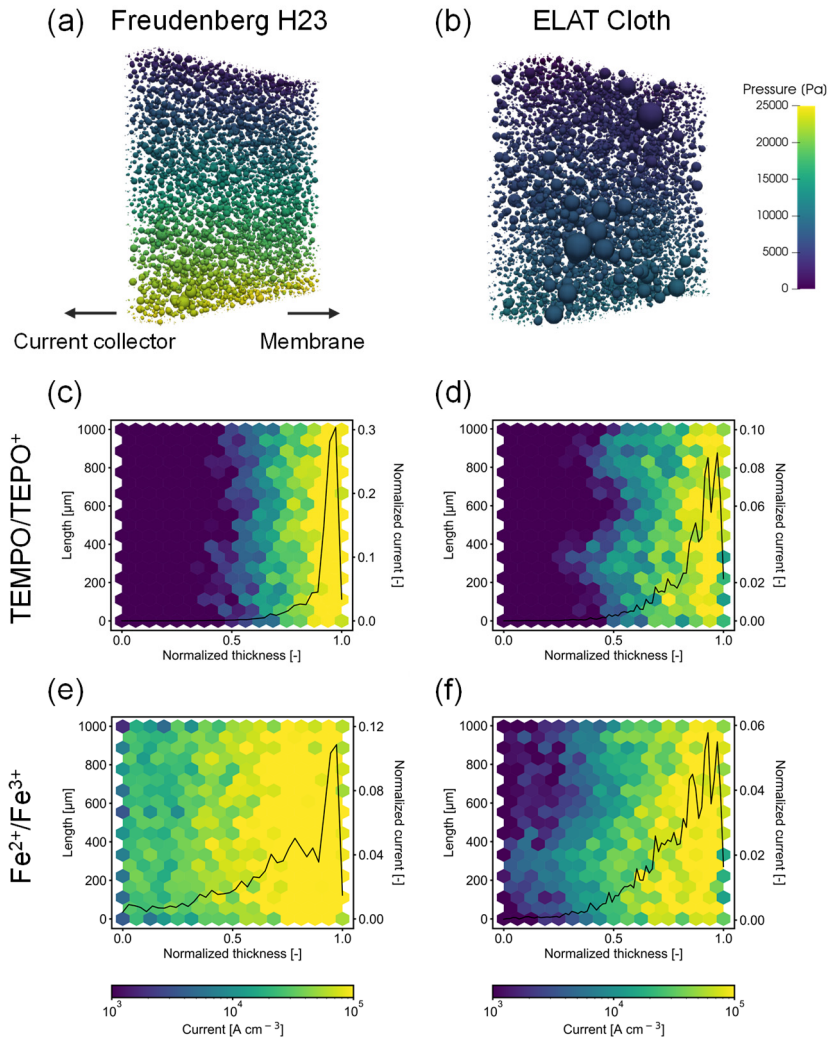 (a) Freudenberg H23
(b) ELAT Cloth
Pressure (Pa)
25000
20000
15000
10000
5000
0
Current collector
Membrane
TEMPO/TEPO⁺
(c)
1000
800
600
400
200
0
Length [μm]
0.0 0.5 1.0
Normalized thickness [-]
0.3
0.2
0.1
0.0
Normalized current [-]
(d)
1000
800
600
400
200
0
Length [μm]
0.0 0.5 1.0
Normalized thickness [-]
0.10
0.08
0.06
0.04
0.02
0.00
Normalized current [-]
Fe²⁺/Fe³⁺
(e)
1000
800
600
400
200
0
Length [μm]
0.0 0.5 1.0
Normalized thickness [-]
0.12
0.08
0.04
0.00
Normalized current [-]
(f)
1000
800
600
400
200
0
Length [μm]
0.0 0.5 1.0
Normalized thickness [-]
0.06
0.04
0.02
0.00
Normalized current [-]
10³ 10⁴ 10⁵
Current [A cm⁻³]
10³ 10⁴ 10⁵
Current [A cm⁻³]